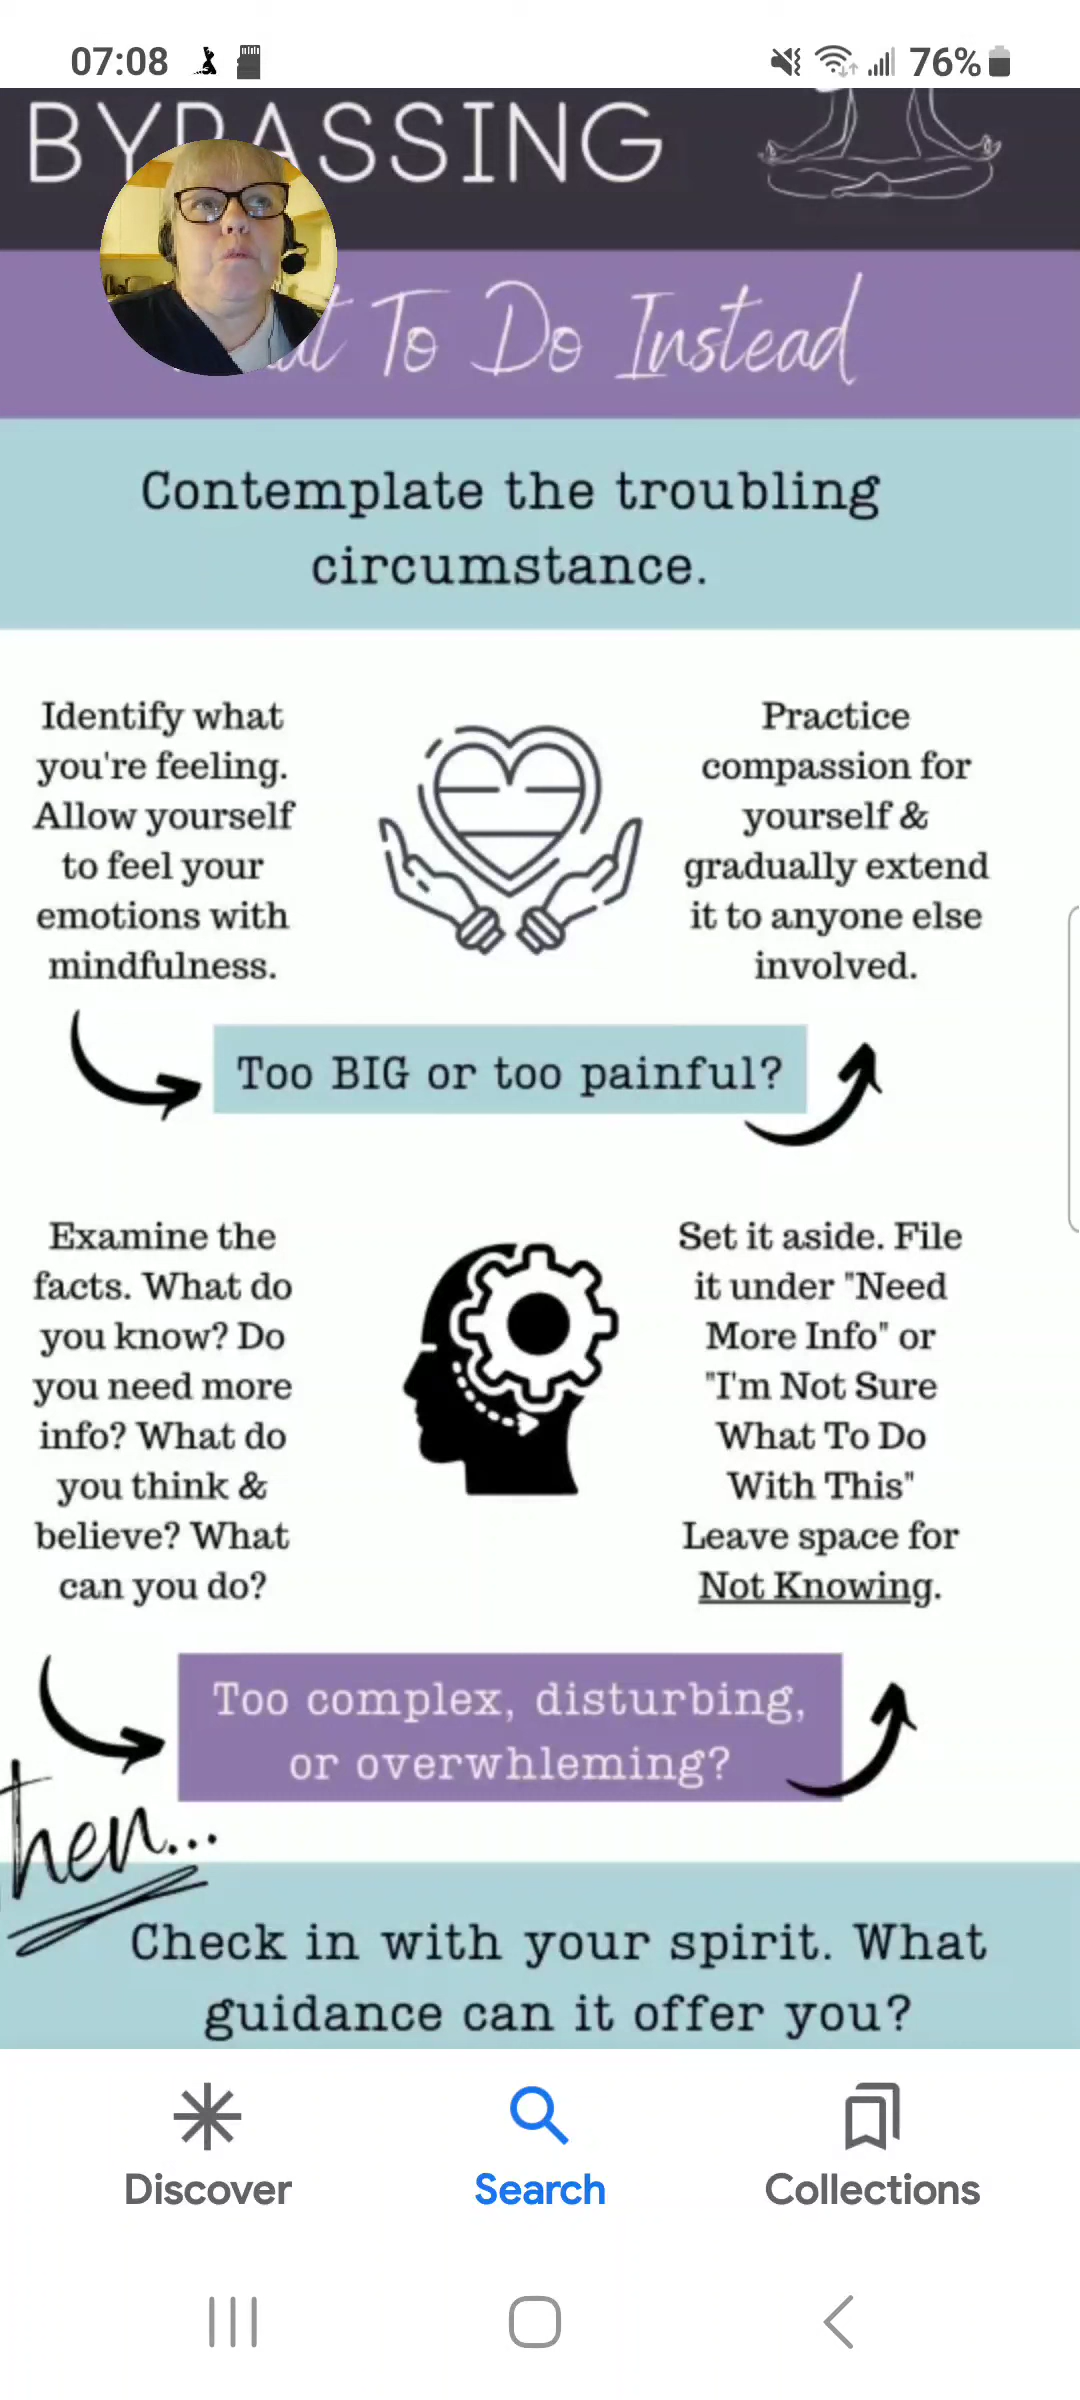 07:08
76%
BYPASSING
To Do Instead
Contemplate the troubling
circumstance.
Identify what
you're feeling.
Allow yourself
to feel your
emotions with
mindfulness.
Practice
compassion for
yourself &
gradually extend
it to anyone else
involved.
Too BIG or too painful?
Examine the
facts. What do
you know? Do
you need more
info? What do
you think &
believe? What
can you do?
Set it aside. File
it under "Need
More Info" or
"I'm Not Sure
What To Do
With This"
Leave space for
Not Knowing.
Too complex, disturbing,
or overwhleming?
then...
Check in with your spirit. What
guidance can it offer you?
Discover
Search
Collections